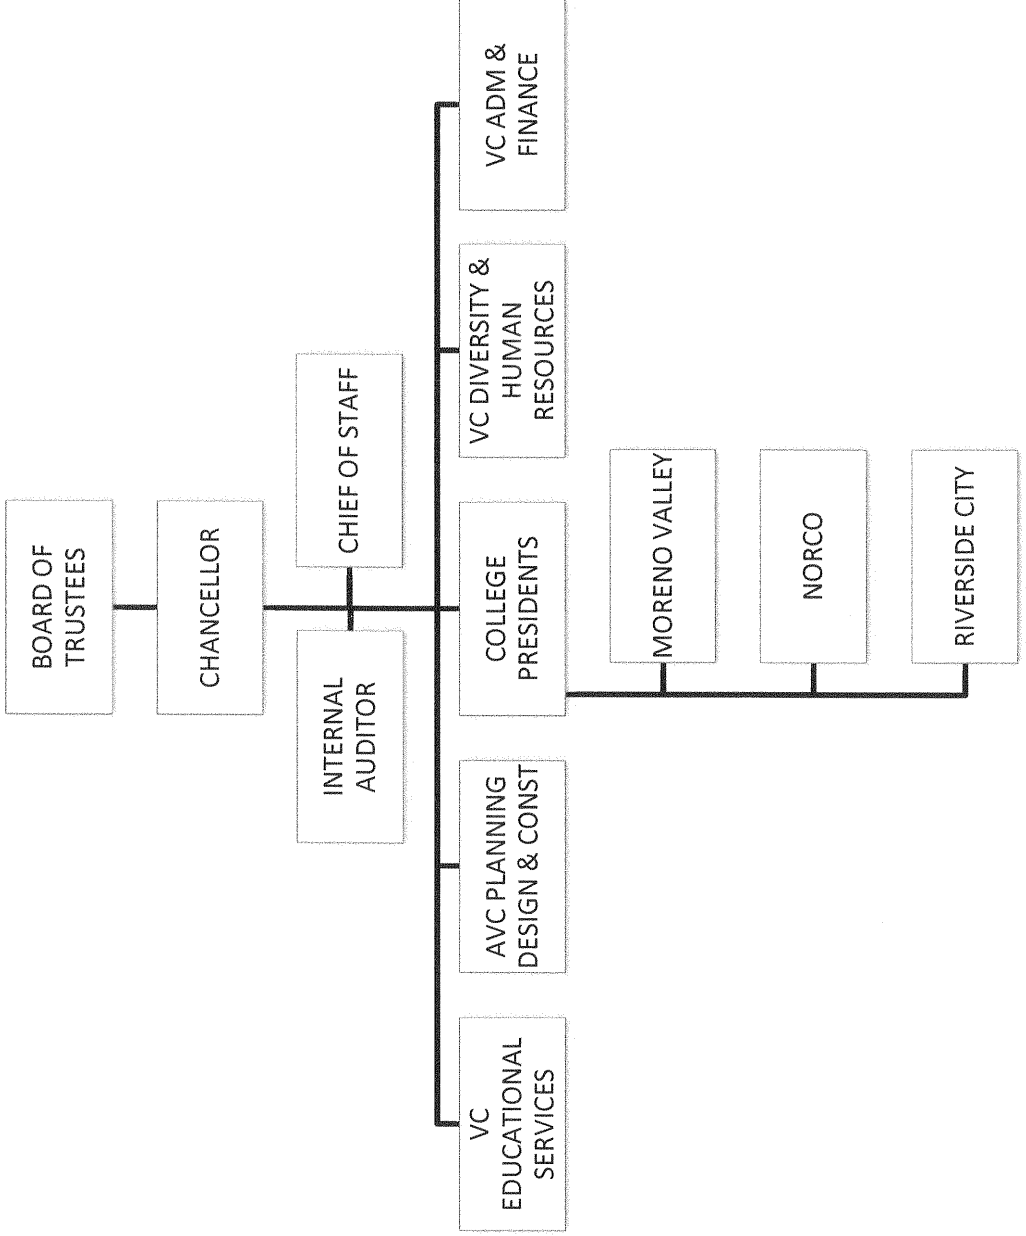 BOARD OF
TRUSTEES
CHANCELLOR
INTERNAL
AUDITOR
CHIEF OF STAFF
VC
EDUCATIONAL
SERVICES
AVC PLANNING
DESIGN & CONST
COLLEGE
PRESIDENTS
VC DIVERSITY &
HUMAN
RESOURCES
VC ADM &
FINANCE
MORENO VALLEY
NORCO
RIVERSIDE CITY